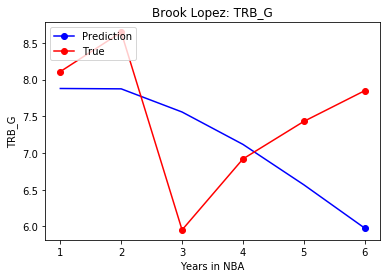 Brook Lopez: TRB_G
Prediction
True
8.5
8.0
7.5
7.0
6.5
6.0
TRB_G
1 2 3 4 5 6
Years in NBA